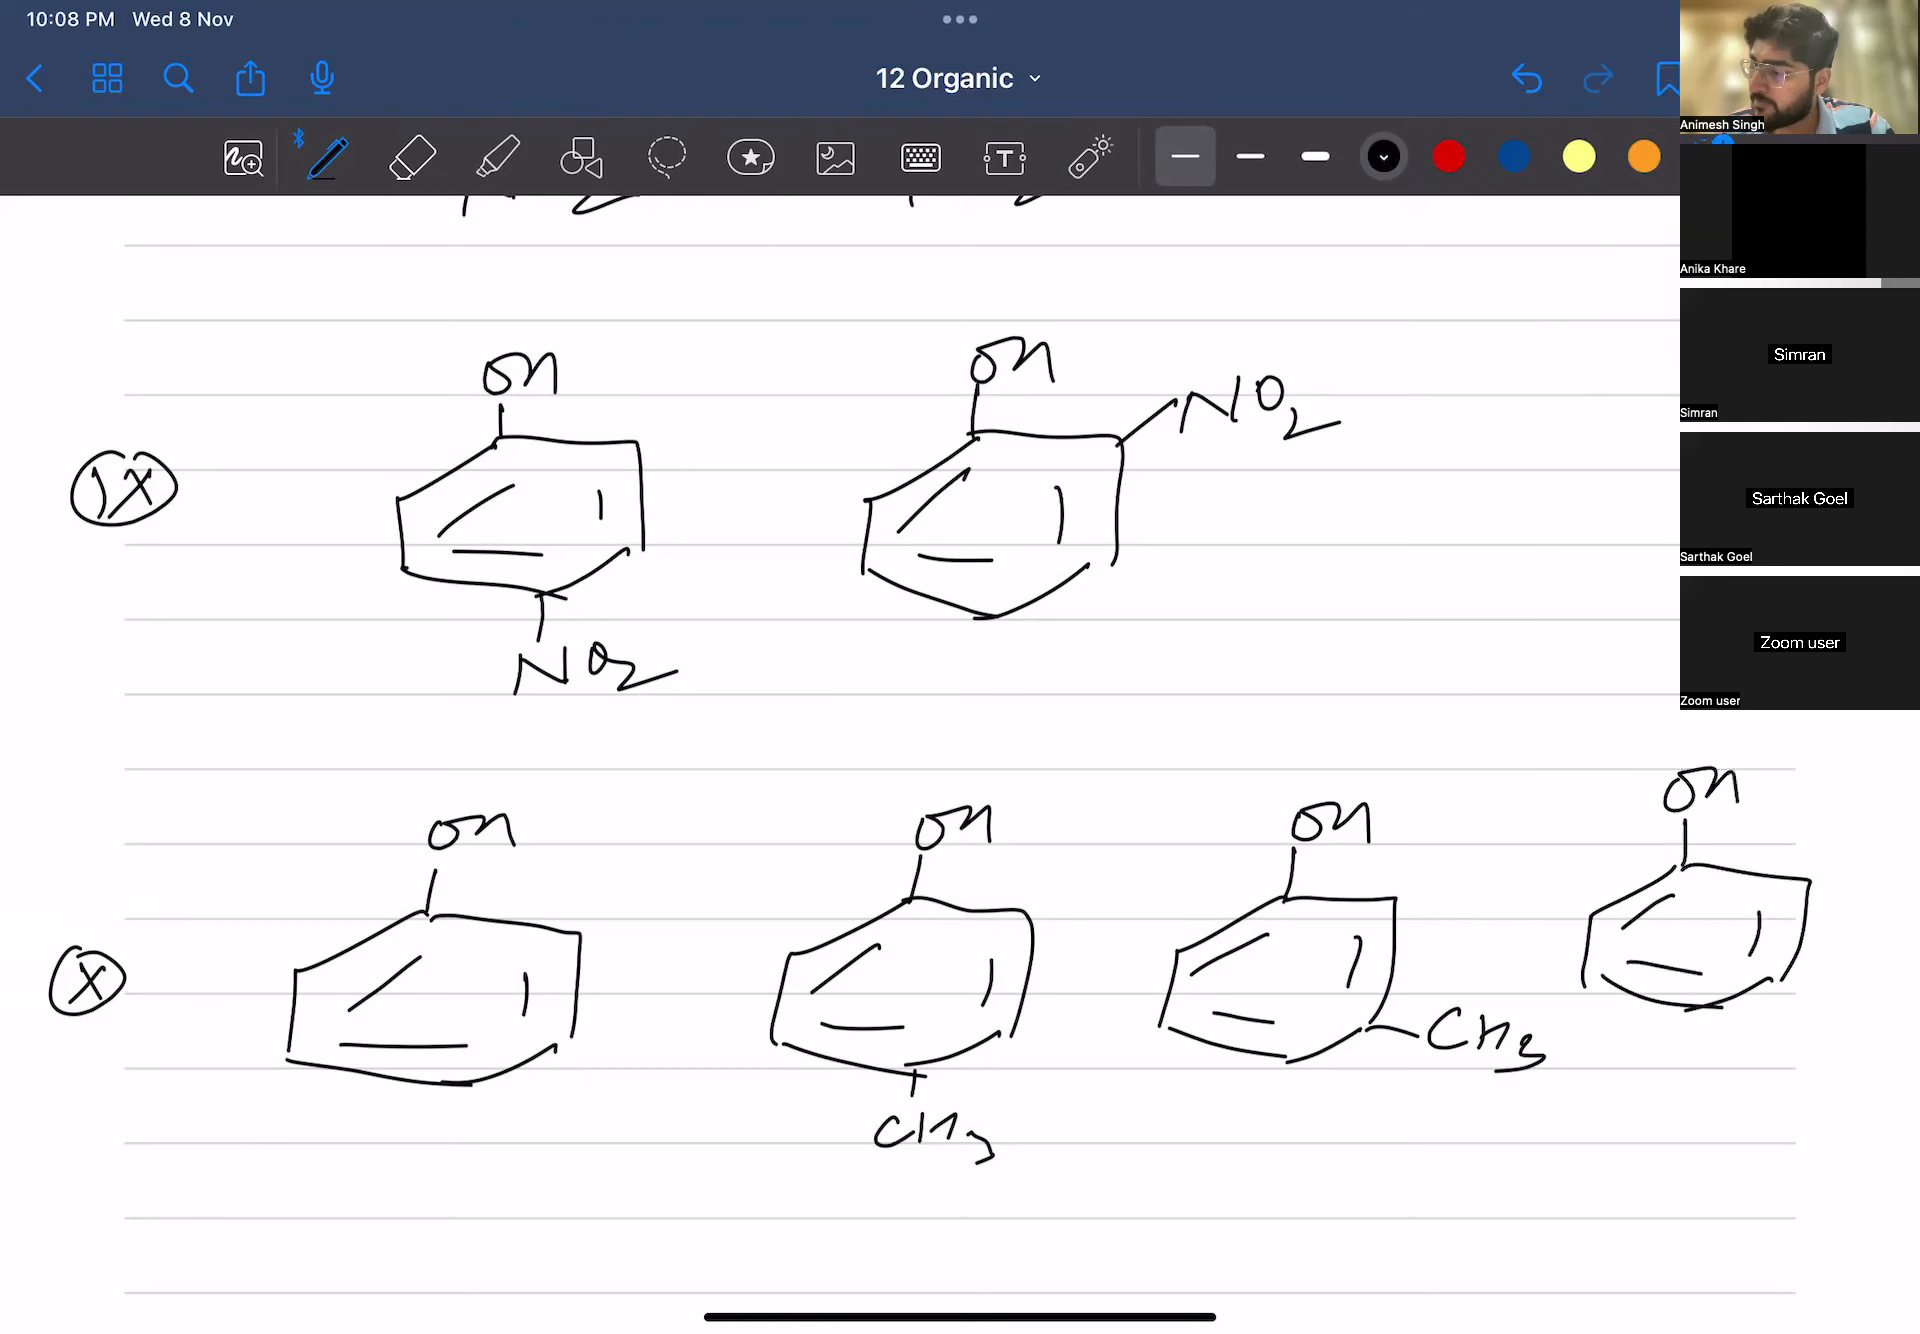 10:08 PM Wed 8 Nov
12 Organic
Animesh Singh
Anika Khare
Simran
Simran
Sarthak Goel
Sarthak Goel
Zoom user
Zoom user
OH OH NO2
IX
NO2
OH OH OH OH
X
CH3
CH3